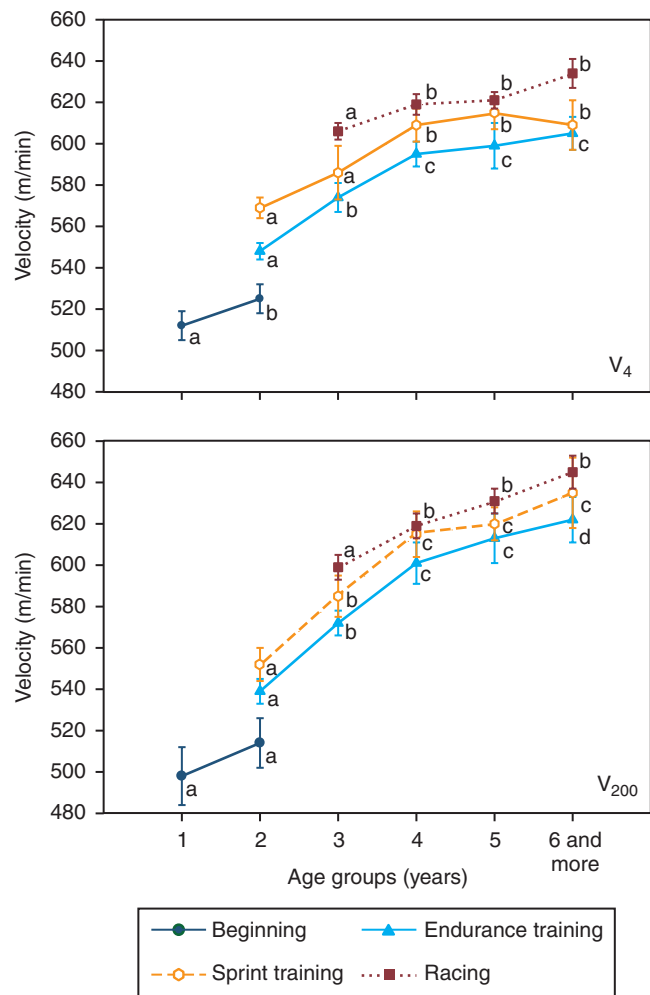 660
640
620
600
580
560
540
520
500
480
Velocity (m/min)
a b
a a b b b
a b c c c
a b b b
V4
660
640
620
600
580
560
540
520
500
480
Velocity (m/min)
a a
a b c c c
a b c c d
a b b b
V200
1 2 3 4 5 6 and
more
Age groups (years)
Beginning Endurance training
Sprint training Racing